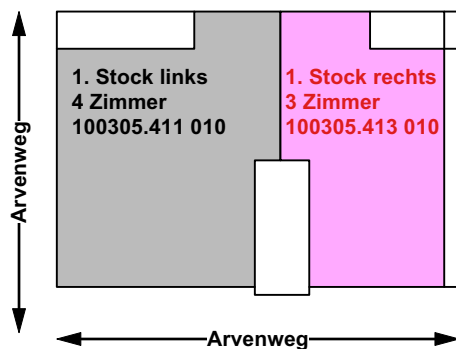 1. Stock links
4 Zimmer
100305.411 010
1. Stock rechts
3 Zimmer
100305.413 010
Arvenweg
Arvenweg